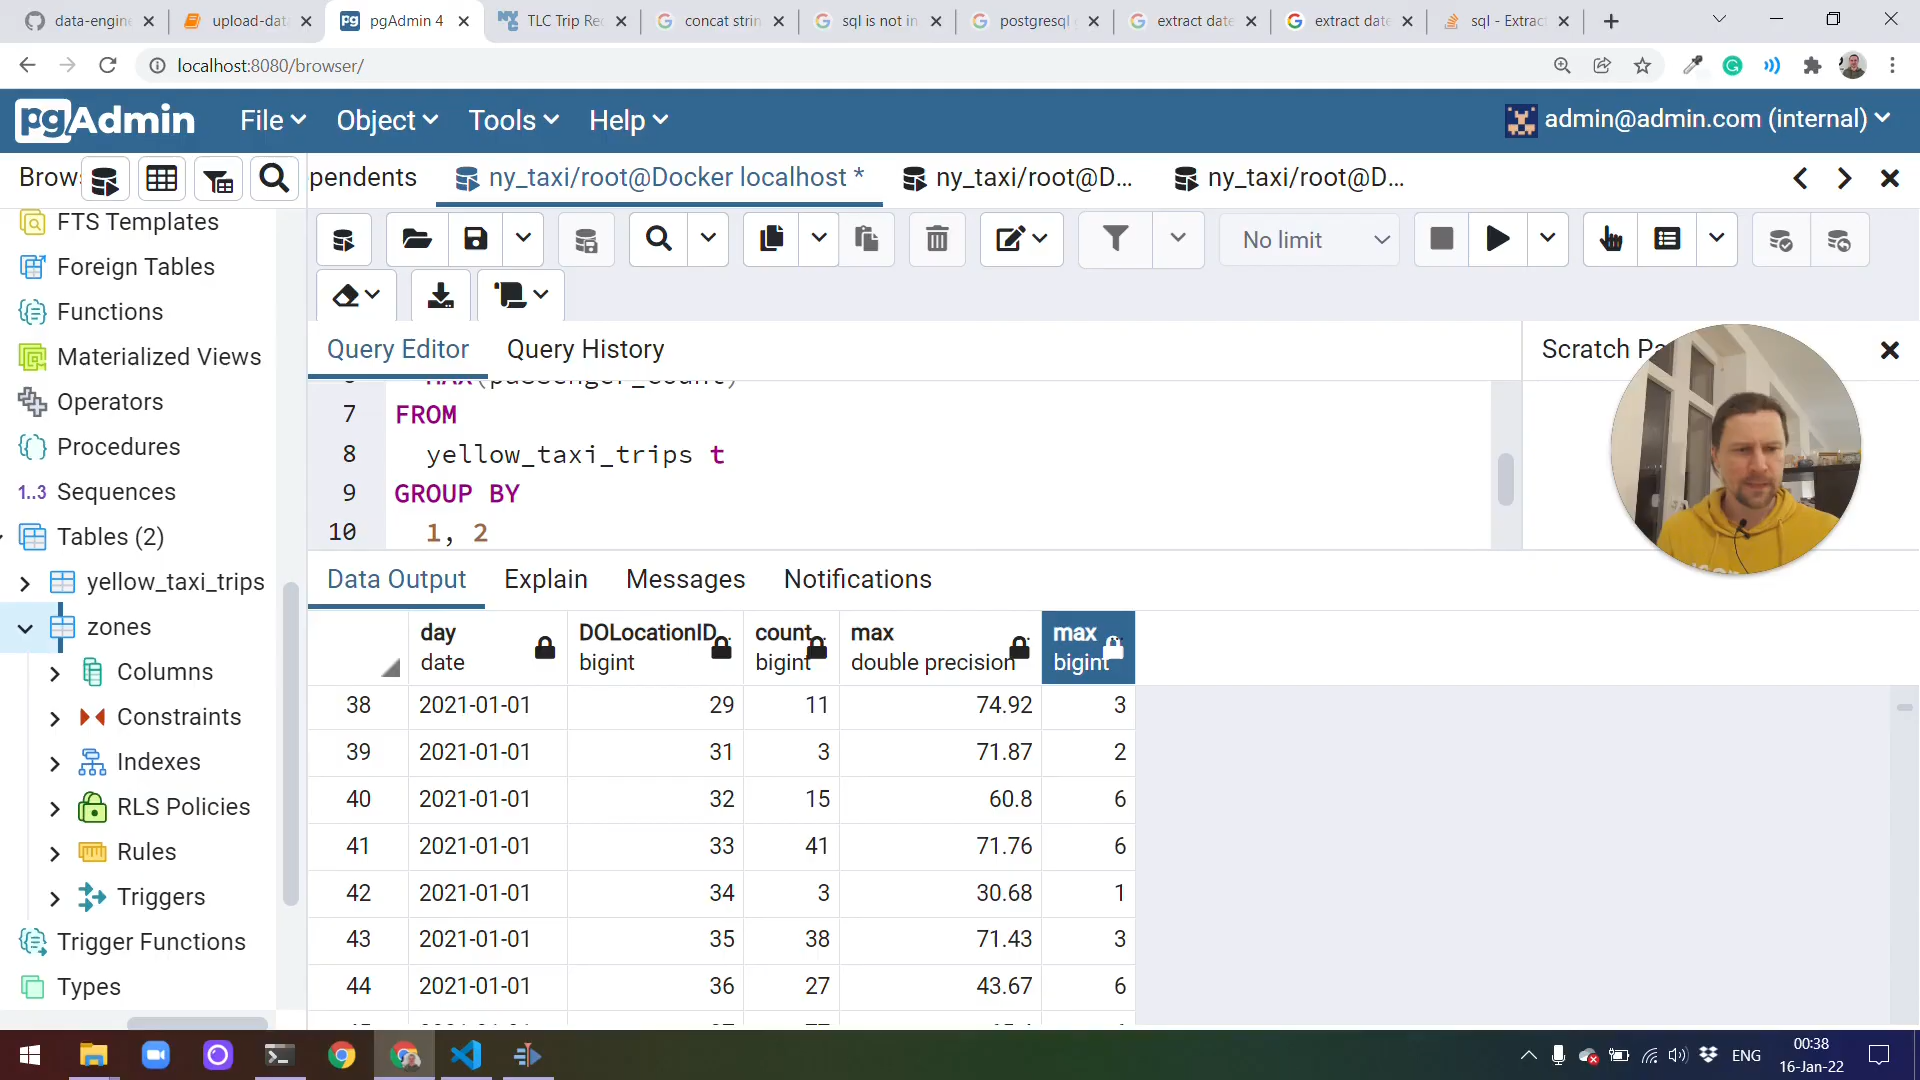 data-engine
upload-data
pgAdmin 4
TLC Trip Rec
concat strin
sql is not in
postgresql
extract date
extract date
sql - Extrac
localhost:8080/browser/
pgAdmin
File
Object
Tools
Help
admin@admin.com (internal)
Brow
pendents
ny_taxi/root@Docker localhost *
ny_taxi/root@D...
ny_taxi/root@D...
No limit
Query Editor
Query History
Scratch Pa
FTS Templates
Foreign Tables
Functions
Materialized Views
Operators
Procedures
1..3 Sequences
Tables (2)
yellow_taxi_trips
zones
Columns
Constraints
Indexes
RLS Policies
Rules
Triggers
Trigger Functions
Types
MAX(passenger_count)
7 FROM
8 yellow_taxi_trips t
9 GROUP BY
10 1, 2
Data Output
Explain
Messages
Notifications
day date
DOLocationID bigint
count bigint
max double precision
max bigint
38 2021-01-01 29 11 74.92 3
39 2021-01-01 31 3 71.87 2
40 2021-01-01 32 15 60.8 6
41 2021-01-01 33 41 71.76 6
42 2021-01-01 34 3 30.68 1
43 2021-01-01 35 38 71.43 3
44 2021-01-01 36 27 43.67 6
ENG
00:38
16-Jan-22